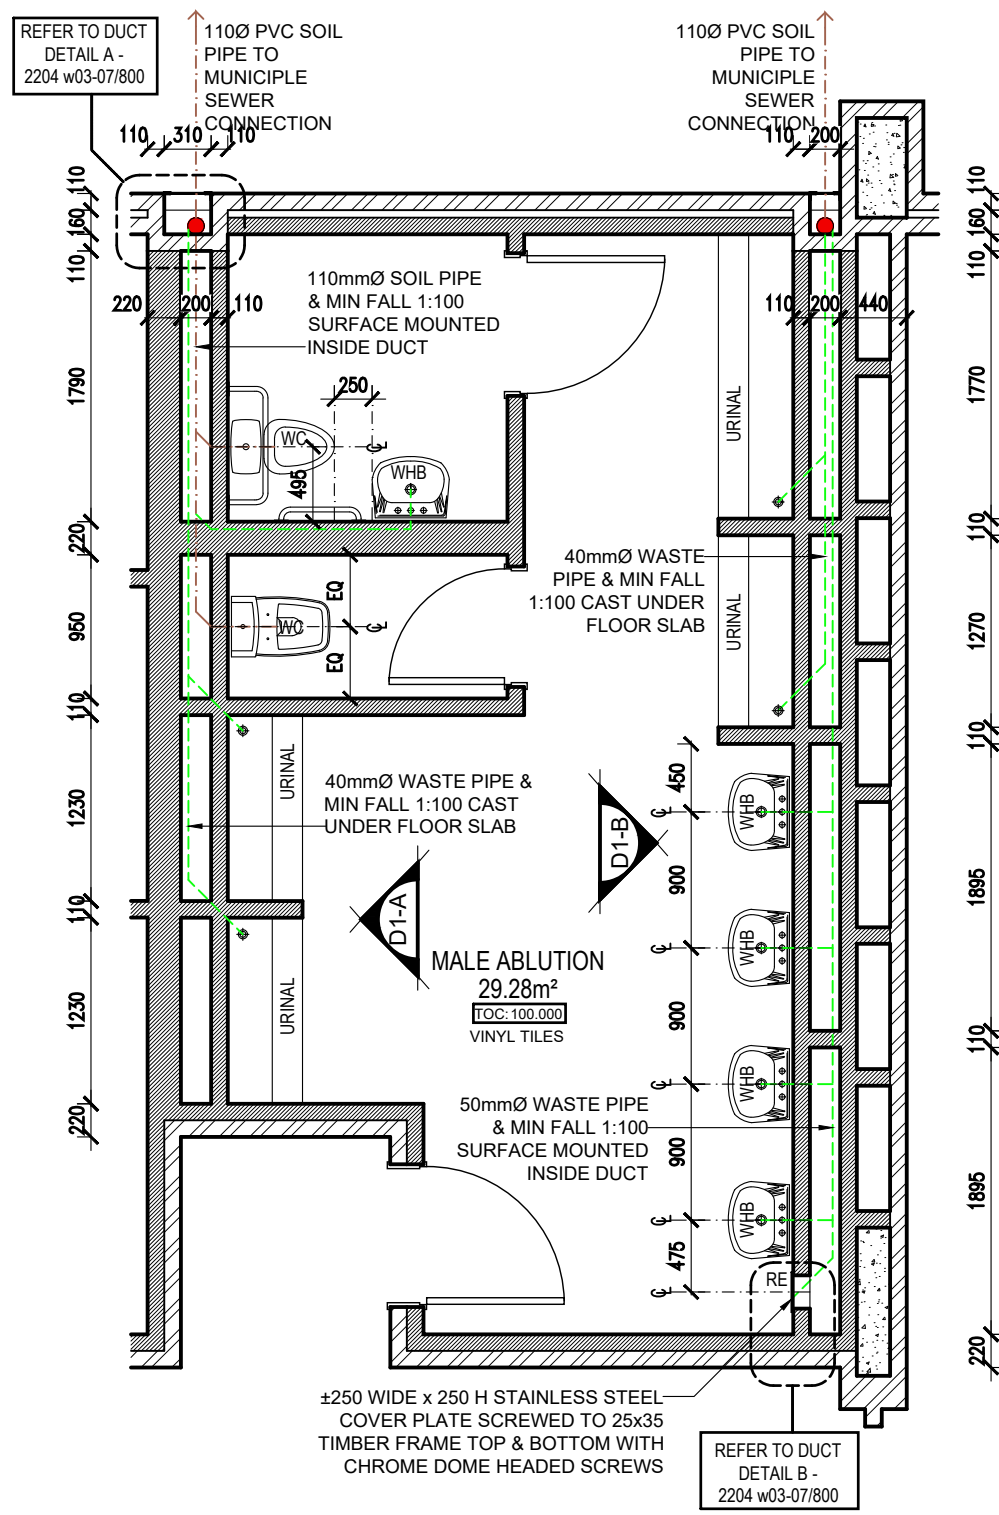 REFER TO DUCT
DETAIL A -
2204 w03-07/800
110Ø PVC SOIL
PIPE TO
MUNICIPLE
SEWER
CONNECTION
110Ø PVC SOIL
PIPE TO
MUNICIPLE
SEWER
CONNECTION
110 310 110
110 200
110
160
110
110
160
110
220 200 110
110 200 440
110mmØ SOIL PIPE
& MIN FALL 1:100
SURFACE MOUNTED
INSIDE DUCT
1790
1770
250
URINAL
WC
CL
WHB
495
220
110
40mmØ WASTE
PIPE & MIN FALL
1:100 CAST UNDER
FLOOR SLAB
EQ
950
WC
CL
URINAL
1270
EQ
110
110
URINAL
450
40mmØ WASTE PIPE &
MIN FALL 1:100 CAST
UNDER FLOOR SLAB
1230
CL
WHB
D1-B
900
1895
110
D1-A
MALE ABLUTION
29.28m²
TOC: 100.000
VINYL TILES
CL
WHB
URINAL
1230
900
110
CL
WHB
50mmØ WASTE PIPE
& MIN FALL 1:100
SURFACE MOUNTED
INSIDE DUCT
220
900
1895
CL
WHB
475
RE
CL
220
±250 WIDE x 250 H STAINLESS STEEL
COVER PLATE SCREWED TO 25x35
TIMBER FRAME TOP & BOTTOM WITH
CHROME DOME HEADED SCREWS
REFER TO DUCT
DETAIL B -
2204 w03-07/800